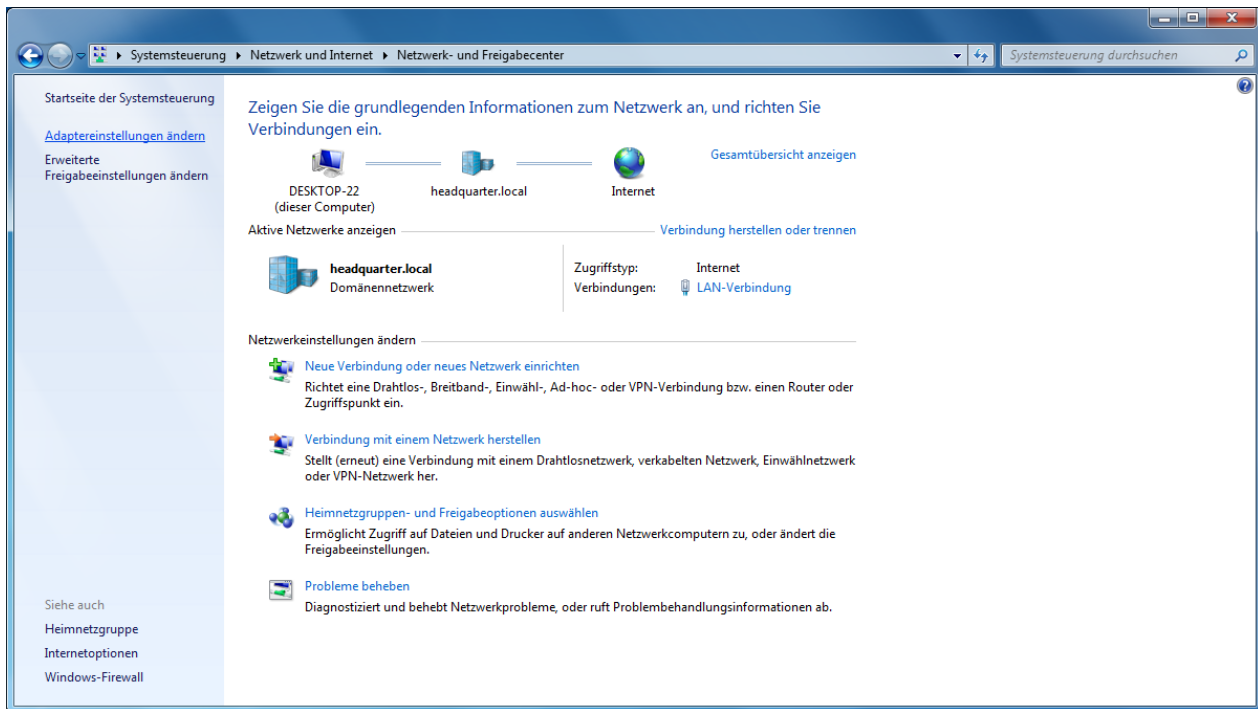 Systemsteuerung Netzwerk und Internet Netzwerk- und Freigabecenter
Systemsteuerung durchsuchen
Startseite der Systemsteuerung
Adaptereinstellungen ändern
Erweiterte
Freigabeeinstellungen ändern
Zeigen Sie die grundlegenden Informationen zum Netzwerk an, und richten Sie
Verbindungen ein.
Gesamtübersicht anzeigen
DESKTOP-22
(dieser Computer)
headquarter.local
Internet
Aktive Netzwerke anzeigen
Verbindung herstellen oder trennen
headquarter.local
Domänennetzwerk
Zugriffstyp: Internet
Verbindungen: LAN-Verbindung
Netzwerkeinstellungen ändern
Neue Verbindung oder neues Netzwerk einrichten
Richtet eine Drahtlos-, Breitband-, Einwähl-, Ad-hoc- oder VPN-Verbindung bzw. einen Router oder
Zugriffspunkt ein.
Verbindung mit einem Netzwerk herstellen
Stellt (erneut) eine Verbindung mit einem Drahtlosnetzwerk, verkabelten Netzwerk, Einwählnetzwerk
oder VPN-Netzwerk her.
Heimnetzgruppen- und Freigabeoptionen auswählen
Ermöglicht Zugriff auf Dateien und Drucker auf anderen Netzwerkcomputern zu, oder ändert die
Freigabeeinstellungen.
Probleme beheben
Diagnostiziert und behebt Netzwerkprobleme, oder ruft Problembehandlungsinformationen ab.
Siehe auch
Heimnetzgruppe
Internetoptionen
Windows-Firewall